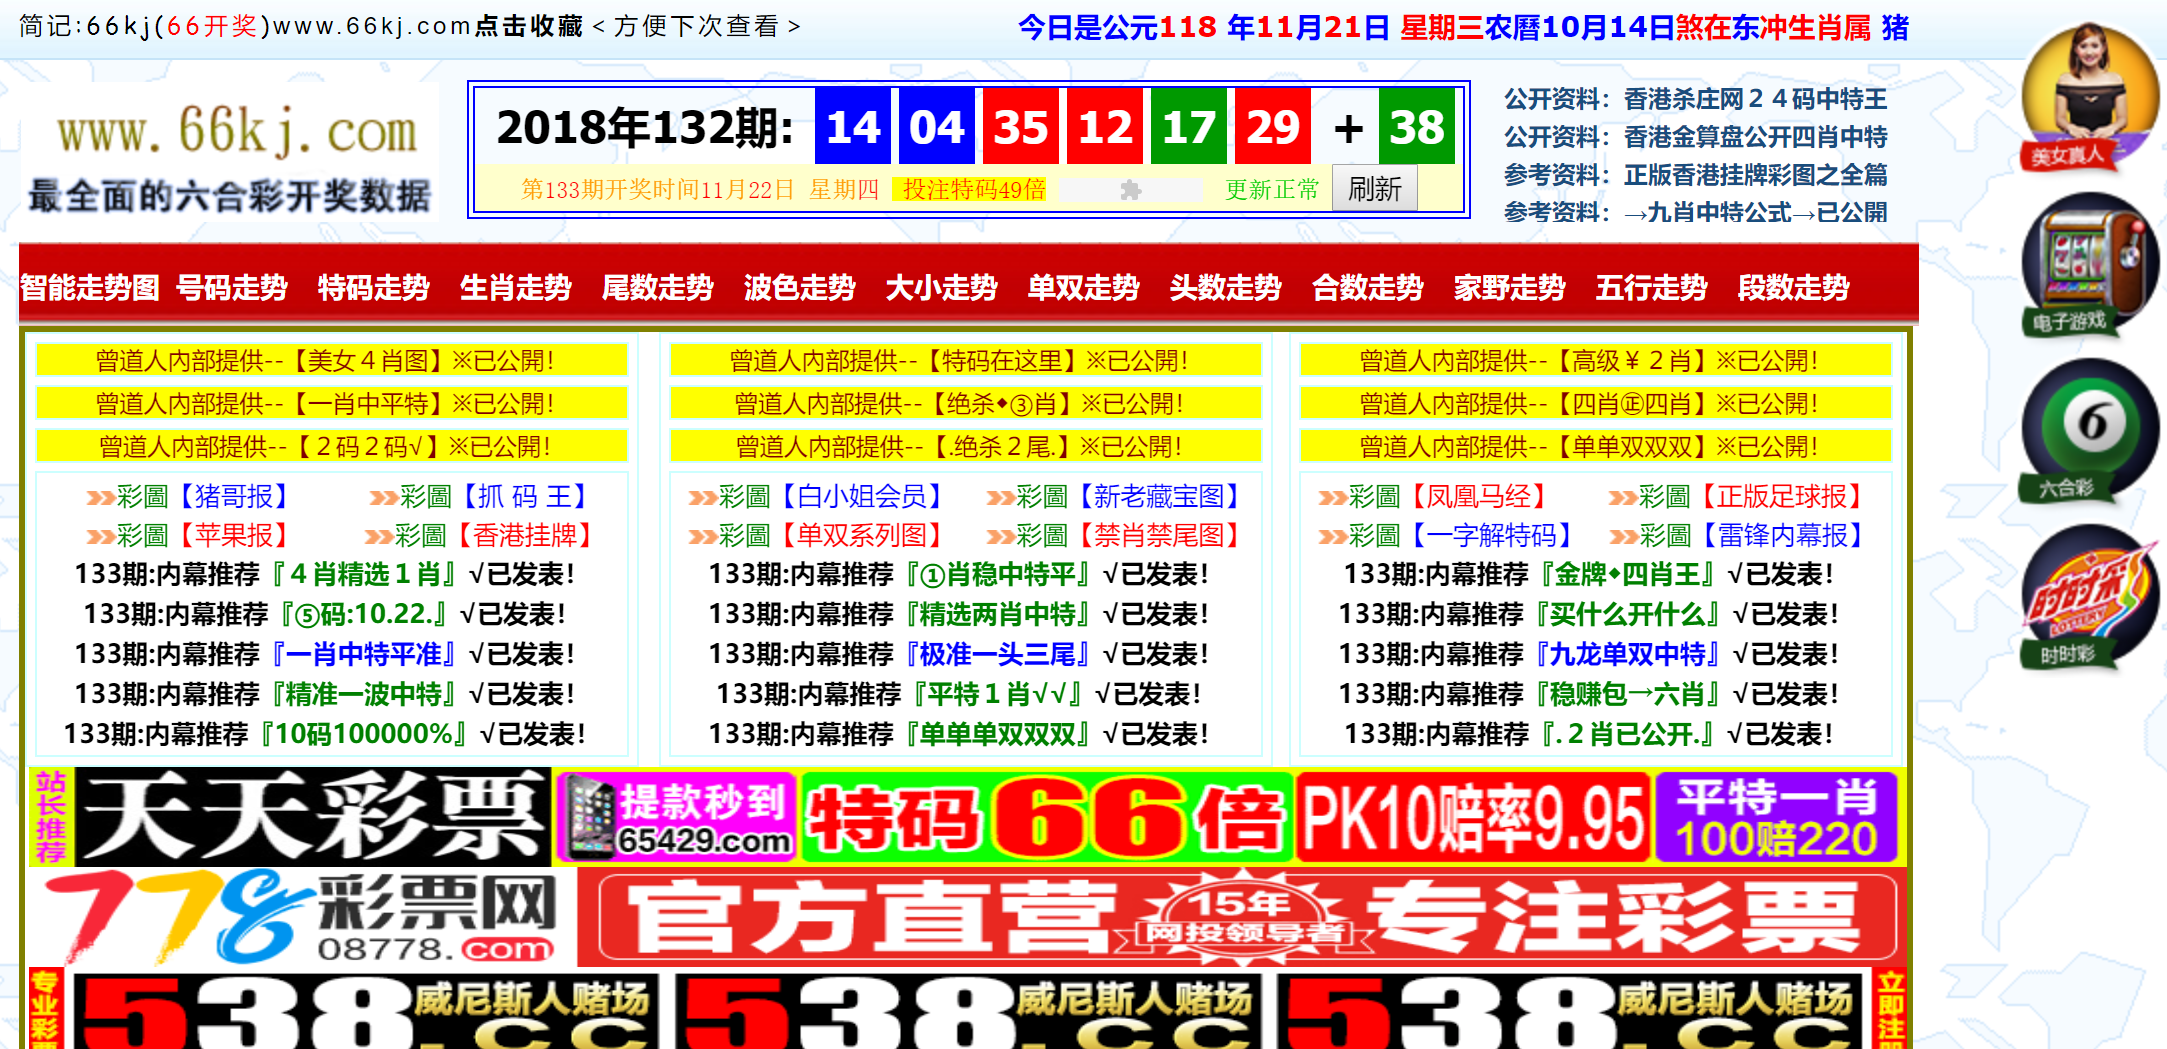 简记:66kj(66开奖)www.66kj.com点击收藏＜方便下次查看＞
今日是公元118 年11月21日 星期三农曆10月14日煞在东冲生肖属 猪
www.66kj.com
最全面的六合彩开奖数据
2018年132期: 14 04 35 12 17 29 + 38
第133期开奖时间11月22日 星期四 投注特码49倍 更新正常 刷新
公开资料：香港杀庄网２４码中特王
公开资料：香港金算盘公开四肖中特
参考资料：正版香港挂牌彩图之全篇
参考资料：→九肖中特公式→已公開
美女真人
电子游戏
6
六合彩
时时彩
LOTTERY
时时彩
智能走势图 号码走势 特码走势 生肖走势 尾数走势 波色走势 大小走势 单双走势 头数走势 合数走势 家野走势 五行走势 段数走势
曾道人内部提供--【美女４肖图】※已公開！
曾道人内部提供--【特码在这里】※已公開！
曾道人内部提供--【高级￥２肖】※已公開！
曾道人内部提供--【一肖中平特】※已公開！
曾道人内部提供--【绝杀◆③肖】※已公開！
曾道人内部提供--【四肖㊣四肖】※已公開！
曾道人内部提供--【２码２码√】※已公開！
曾道人内部提供--【.绝杀２尾.】※已公開！
曾道人内部提供--【单单双双双】※已公開！
彩圖【猪哥报】 彩圖【抓 码 王】 彩圖【白小姐会员】 彩圖【新老藏宝图】 彩圖【凤凰马经】 彩圖【正版足球报】
彩圖【苹果报】 彩圖【香港挂牌】 彩圖【单双系列图】 彩圖【禁肖禁尾图】 彩圖【一字解特码】 彩圖【雷锋内幕报】
133期:内幕推荐『４肖精选１肖』√已发表！
133期:内幕推荐『①肖稳中特平』√已发表！
133期:内幕推荐『金牌◆四肖王』√已发表！
133期:内幕推荐『⑤码:10.22.』√已发表！
133期:内幕推荐『精选两肖中特』√已发表！
133期:内幕推荐『买什么开什么』√已发表！
133期:内幕推荐『一肖中特平准』√已发表！
133期:内幕推荐『极准一头三尾』√已发表！
133期:内幕推荐『九龙单双中特』√已发表！
133期:内幕推荐『精准一波中特』√已发表！
133期:内幕推荐『平特１肖√√』√已发表！
133期:内幕推荐『稳赚包→六肖』√已发表！
133期:内幕推荐『10码100000%』√已发表！
133期:内幕推荐『单单单双双双』√已发表！
133期:内幕推荐『.２肖已公开.』√已发表！
站长推荐
天天彩票
提款秒到
65429.com
特码66倍
PK10赔率9.95
平特一肖
100赔220
778彩票网
08778.com
官方直营
15年
网投领导者
专注彩票
专业彩票
538.CC 威尼斯人赌场
538.CC 威尼斯人赌场
538.CC 威尼斯人赌场
立即注册